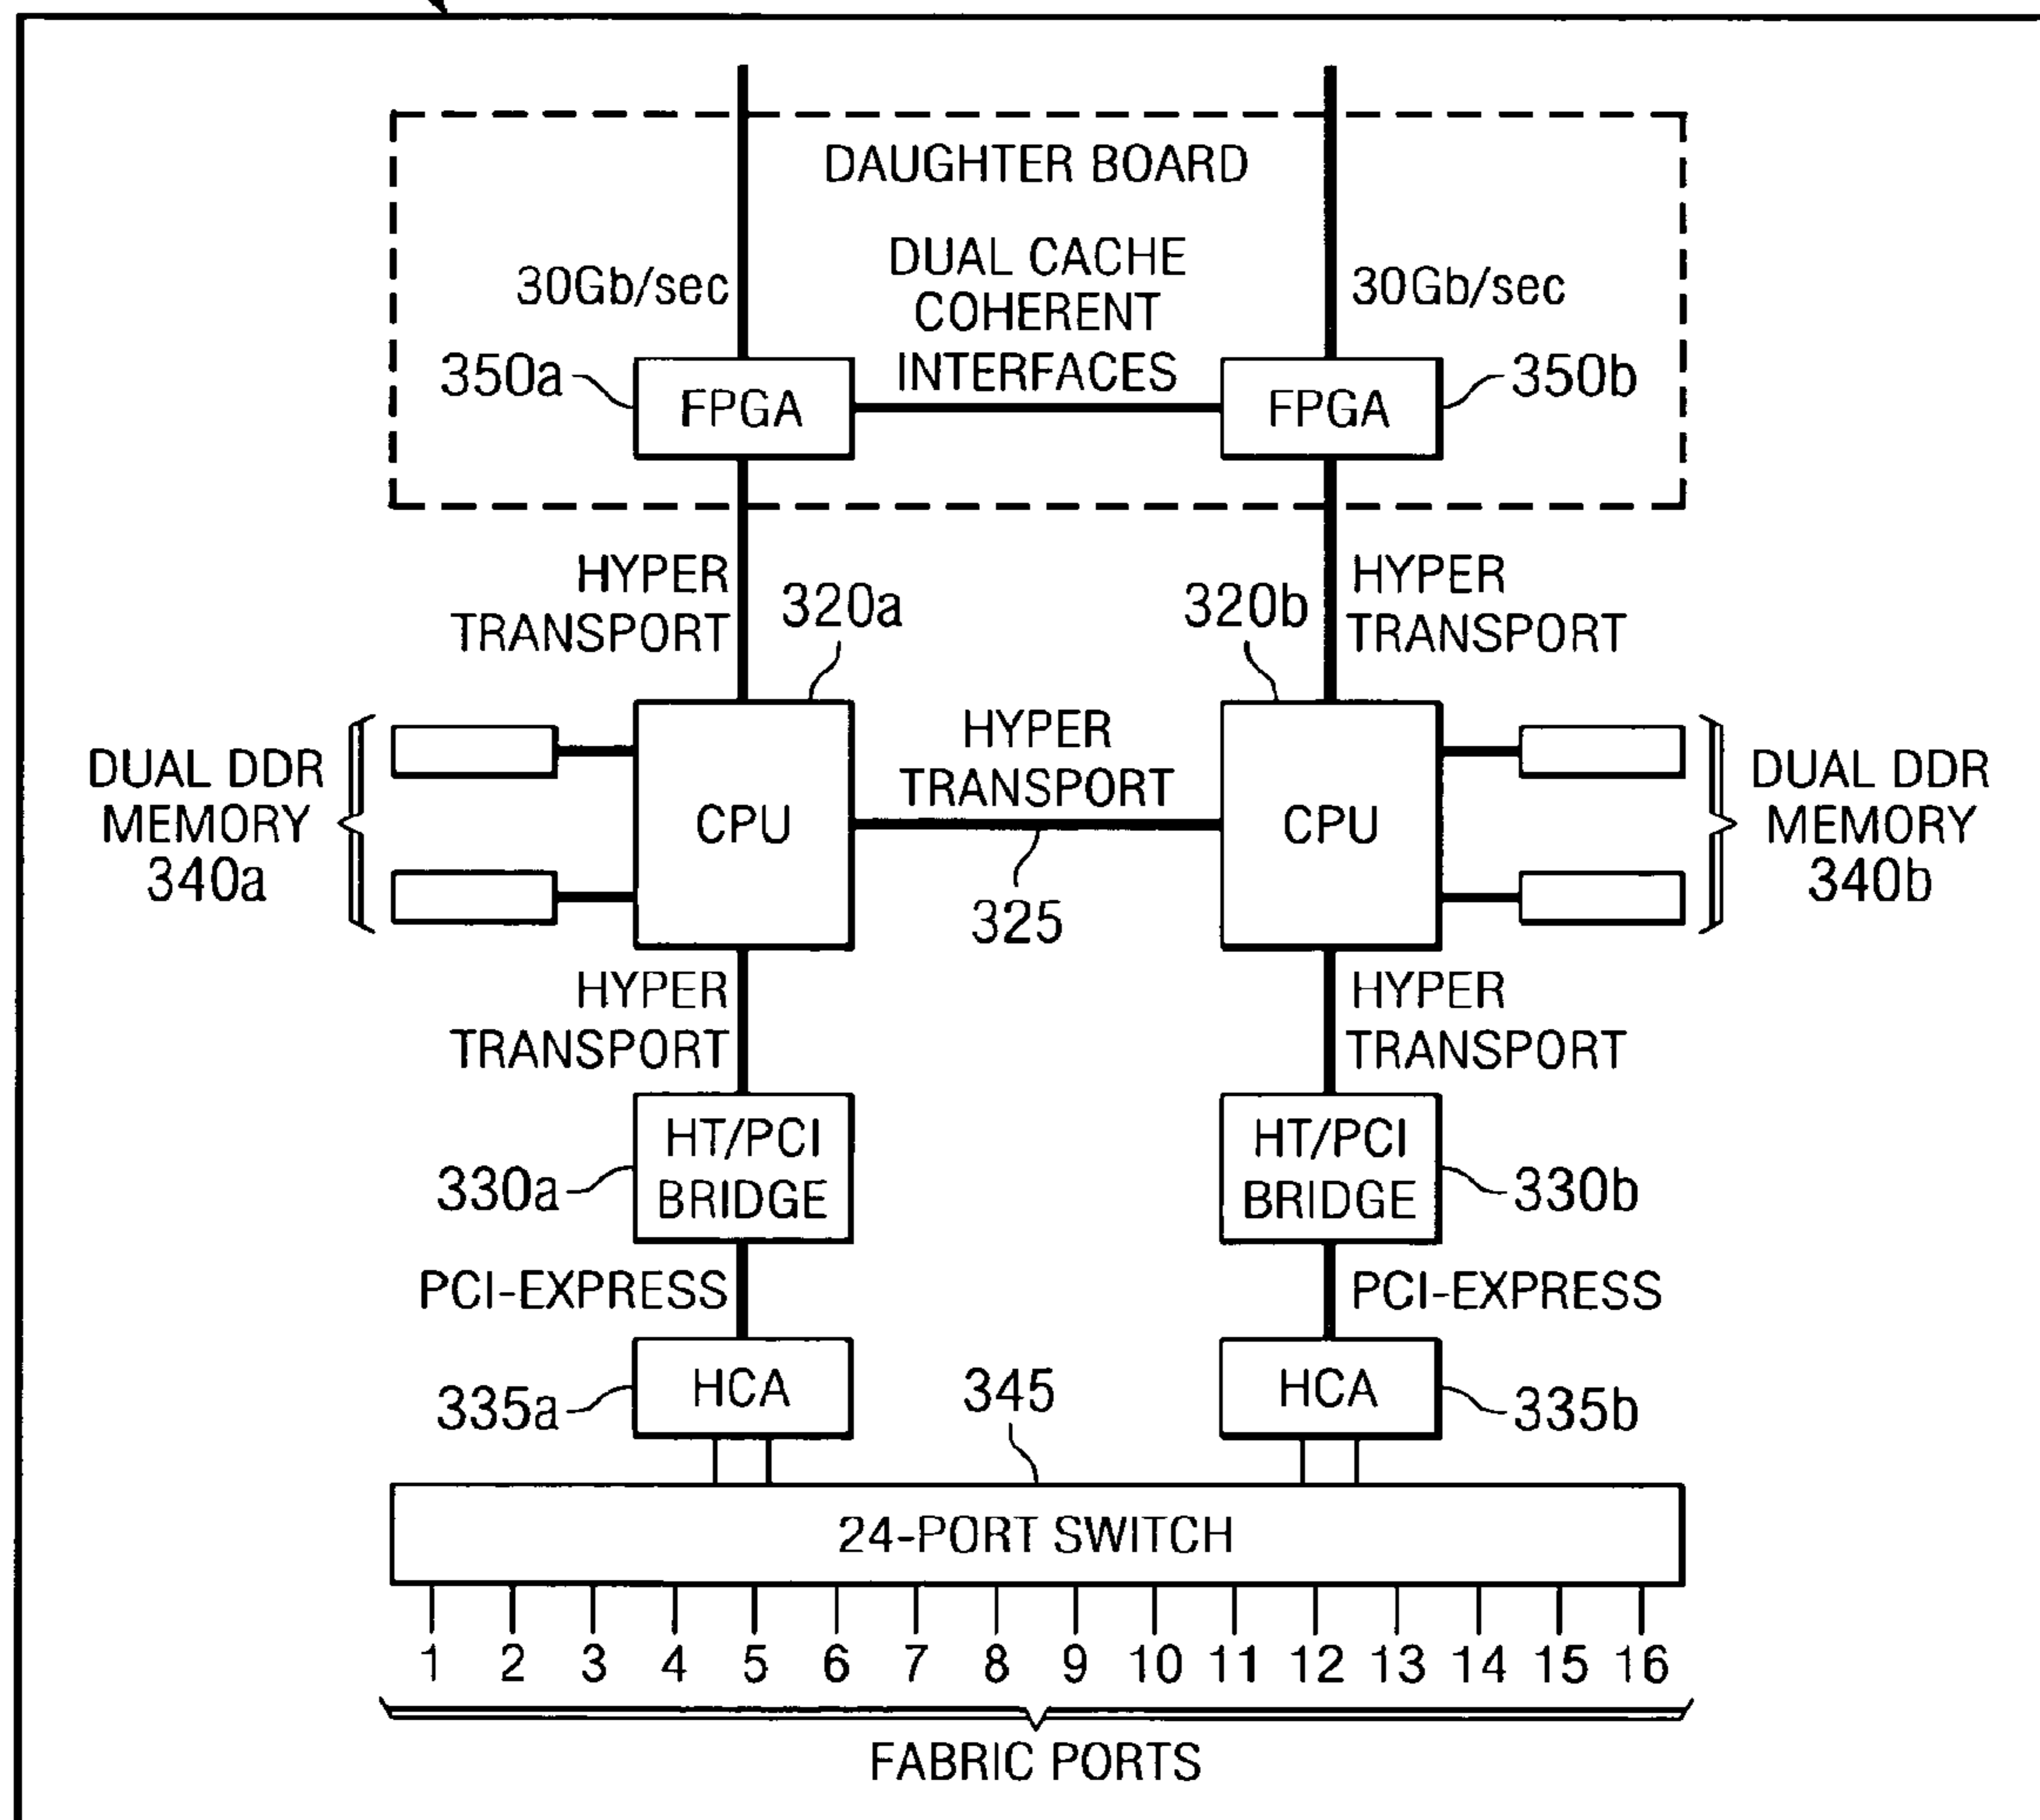 DAUGHTER BOARD
DUAL CACHE
COHERENT
INTERFACES
30Gb/sec
30Gb/sec
350a
FPGA
FPGA
350b
HYPER
TRANSPORT
HYPER
TRANSPORT
320a
320b
DUAL DDR
MEMORY
340a
CPU
HYPER
TRANSPORT
325
CPU
DUAL DDR
MEMORY
340b
HYPER
TRANSPORT
HYPER
TRANSPORT
330a
HT/PCI
BRIDGE
HT/PCI
BRIDGE
330b
PCI-EXPRESS
PCI-EXPRESS
335a
HCA
345
HCA
335b
24-PORT SWITCH
1 2 3 4 5 6 7 8 9 10 11 12 13 14 15 16
FABRIC PORTS